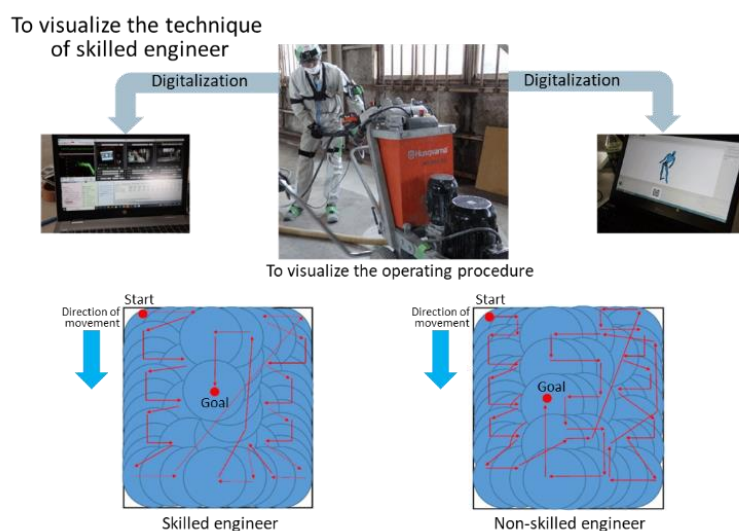 To visualize the technique
of skilled engineer
Digitalization
Digitalization
Husqvarna
To visualize the operating procedure
Start
Direction of
movement
Goal
Skilled engineer
Start
Direction of
movement
Goal
Non-skilled engineer